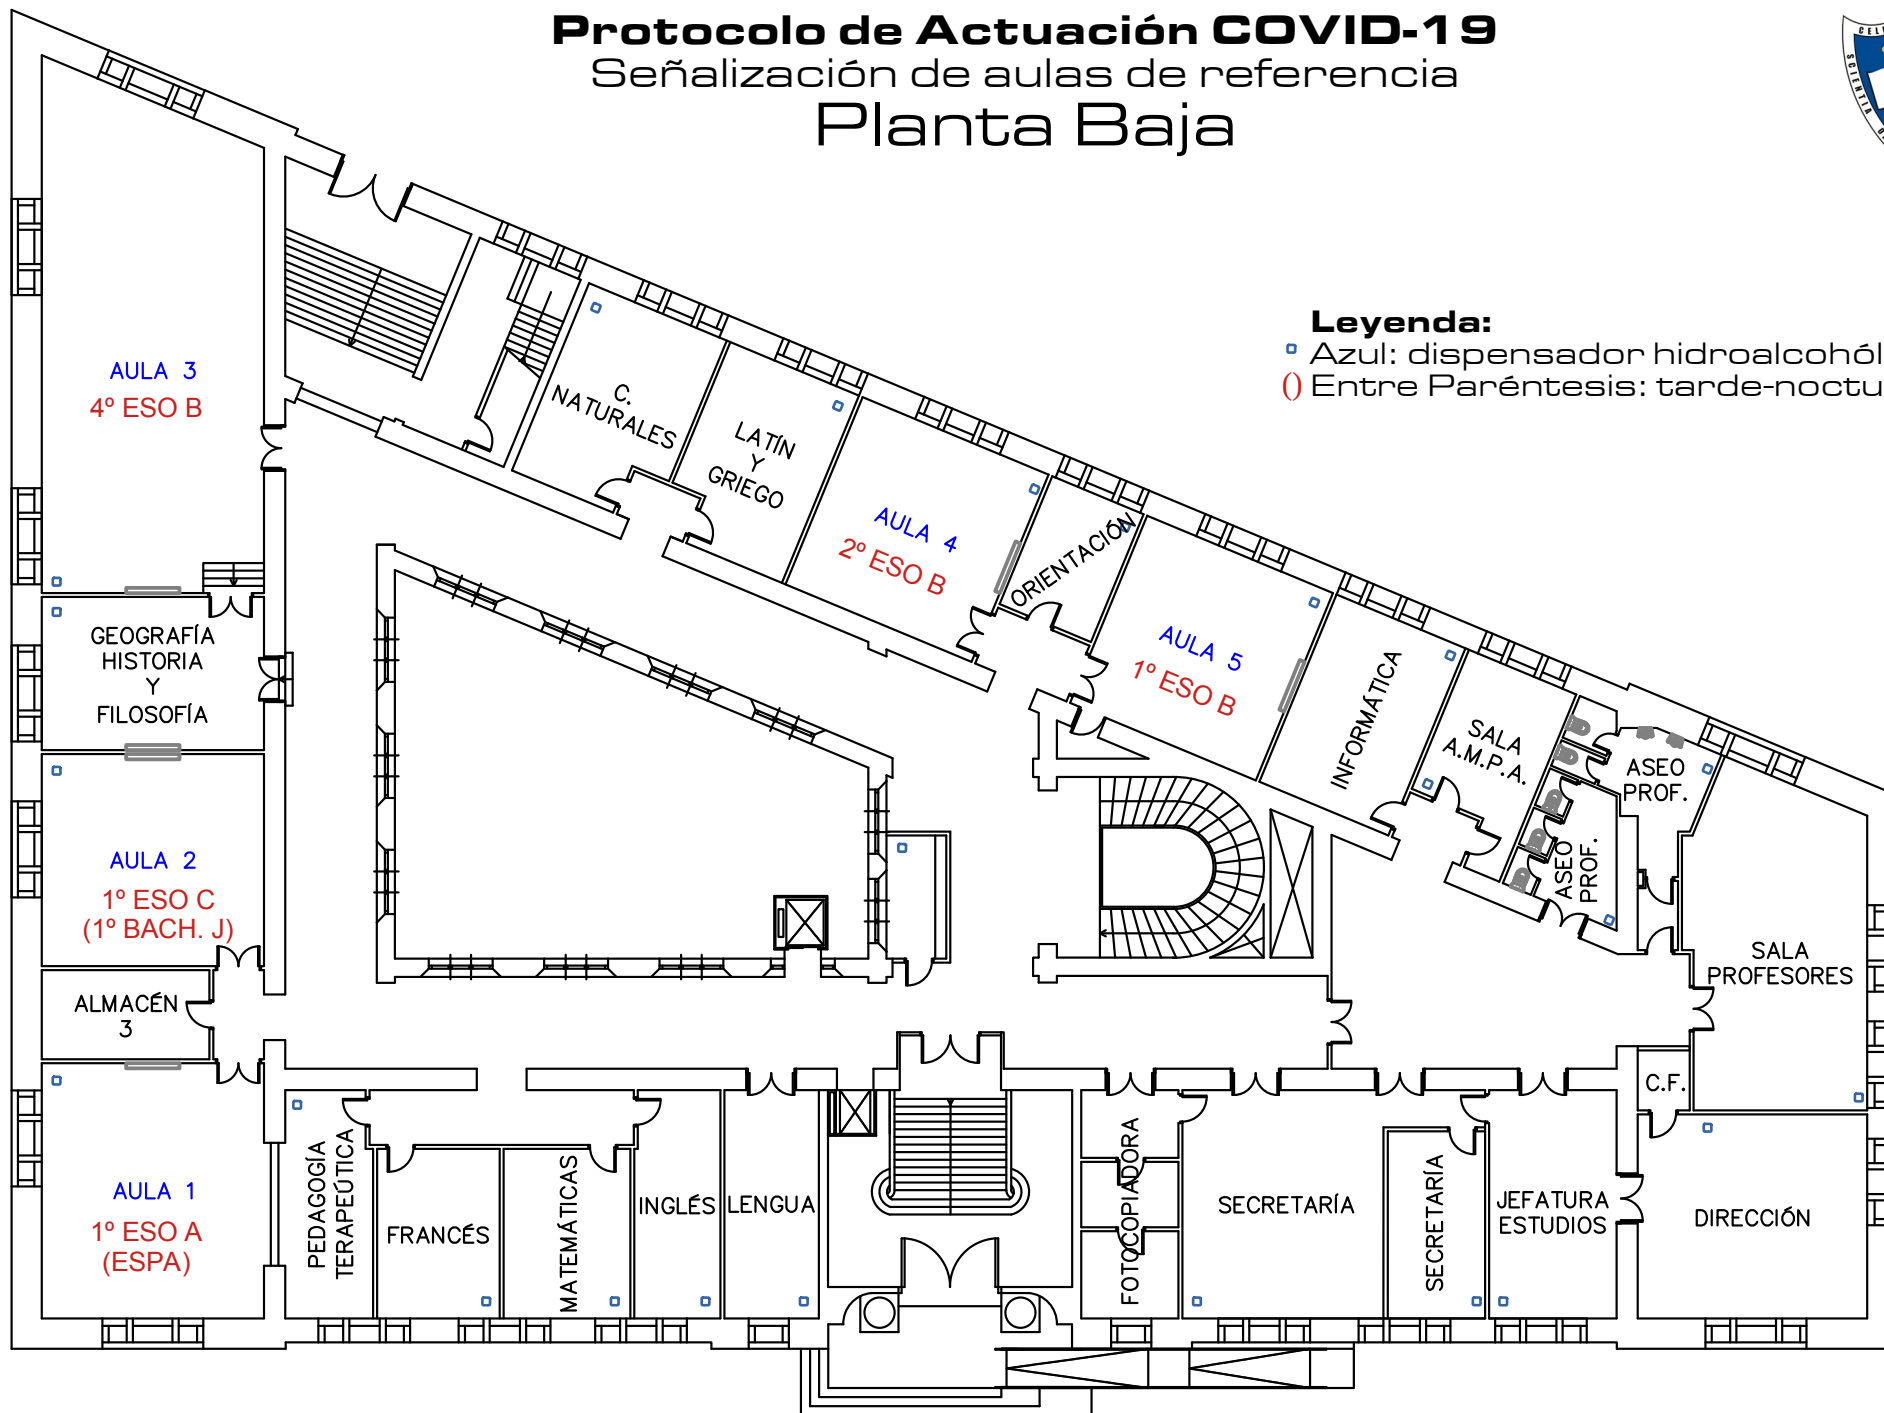 Protocolo de Actuación COVID-19
Señalización de aulas de referencia
Planta Baja
CEL
SCIENTIA
Leyenda:
Azul: dispensador hidroalcohól
() Entre Paréntesis: tarde-noctu
AULA 3
4º ESO B
C.
NATURALES
LATÍN
Y
GRIEGO
AULA 4
2º ESO B
ORIENTACIÓN
AULA 5
1º ESO B
INFORMÁTICA
SALA
A.M.P.A.
ASEO
PROF.
ASEO
PROF.
SALA
PROFESORES
GEOGRAFÍA
HISTORIA
Y
FILOSOFÍA
AULA 2
1º ESO C
(1º BACH. J)
ALMACÉN
3
AULA 1
1º ESO A
(ESPA)
PEDAGOGÍA
TERAPEÚTICA
FRANCÉS
MATEMÁTICAS
INGLÉS
LENGUA
FOTOCOPIADORA
SECRETARÍA
SECRETARÍA
JEFATURA
ESTUDIOS
C.F.
DIRECCIÓN